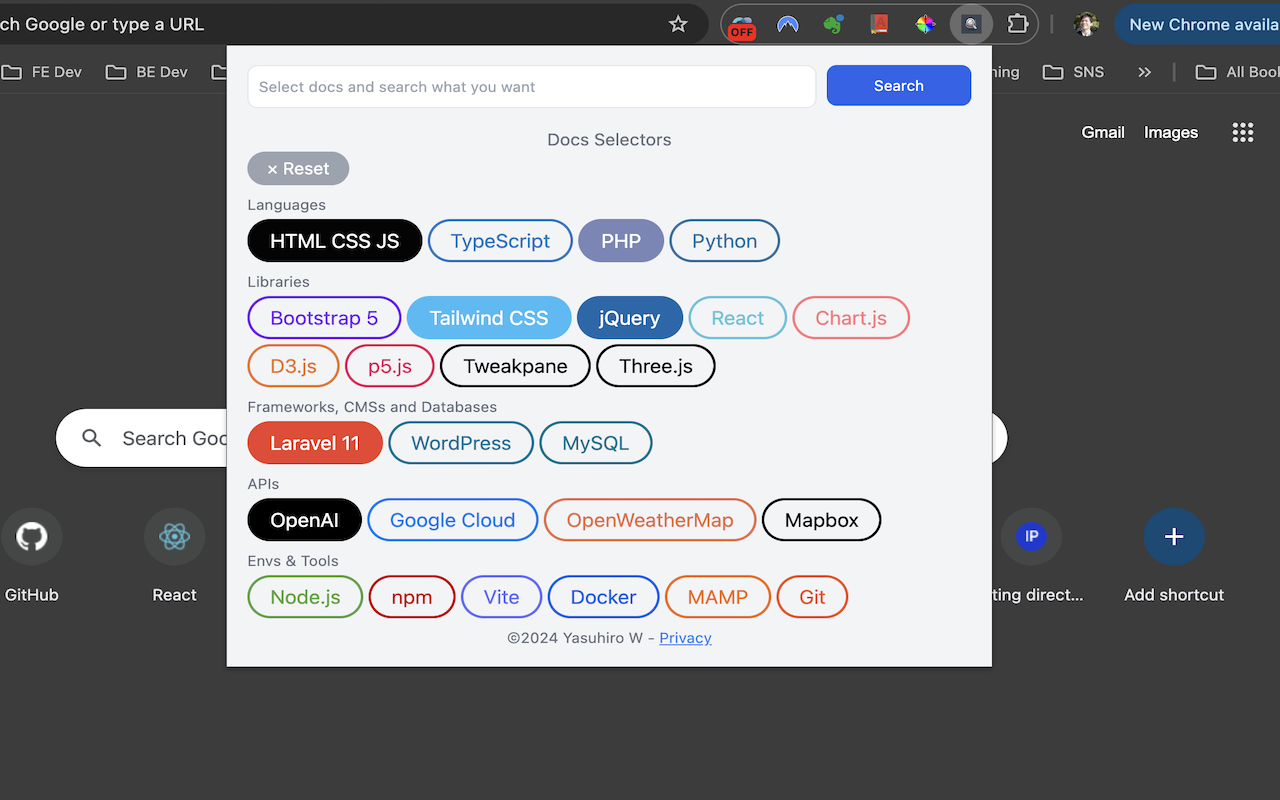 ch Google or type a URL
OFF
New Chrome availa
FE Dev
BE Dev
ning
SNS
All Bool
Select docs and search what you want
Search
Gmail
Images
Docs Selectors
× Reset
Languages
HTML CSS JS
TypeScript
PHP
Python
Libraries
Bootstrap 5
Tailwind CSS
jQuery
React
Chart.js
D3.js
p5.js
Tweakpane
Three.js
Frameworks, CMSs and Databases
Search Goo
Laravel 11
WordPress
MySQL
APIs
OpenAI
Google Cloud
OpenWeatherMap
Mapbox
IP
Envs & Tools
GitHub
React
Node.js
npm
Vite
Docker
MAMP
Git
ting direct...
Add shortcut
©2024 Yasuhiro W - Privacy